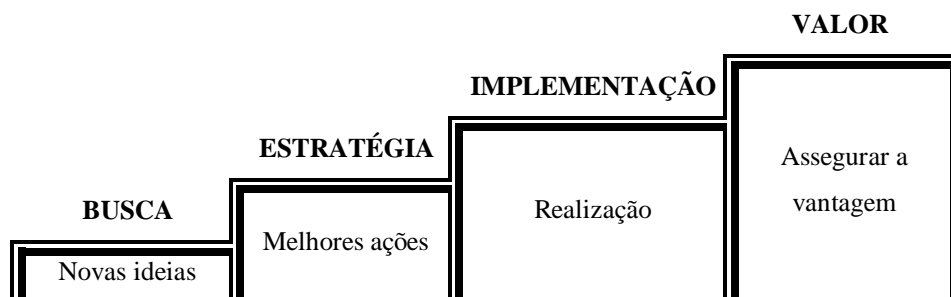 BUSCA
Novas ideias
ESTRATÉGIA
Melhores ações
IMPLEMENTAÇÃO
Realização
VALOR
Assegurar a
vantagem